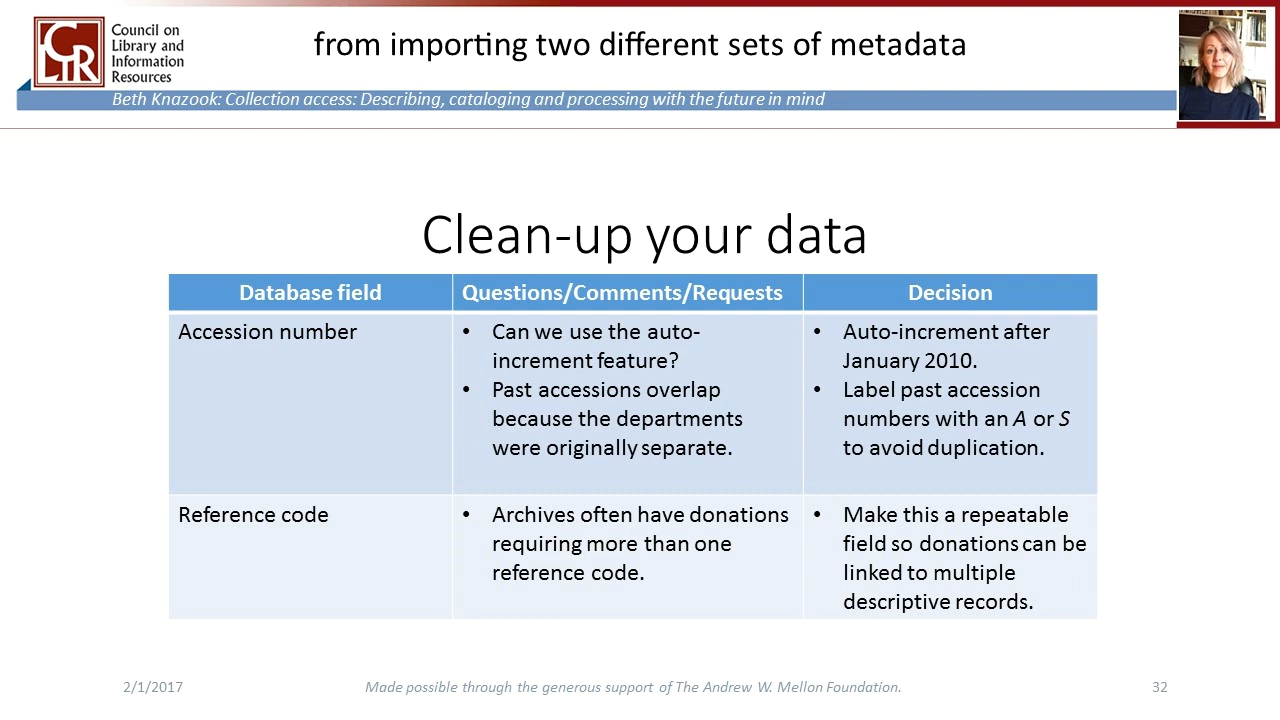 CLIR
Council on
Library and
Information
Resources
from importing two different sets of metadata
Beth Knazook: Collection access: Describing, cataloging and processing with the future in mind
Clean-up your data
Database field
Questions/Comments/Requests
Decision
Accession number
• Can we use the auto-
increment feature?
• Past accessions overlap
because the departments
were originally separate.
• Auto-increment after
January 2010.
• Label past accession
numbers with an A or S
to avoid duplication.
Reference code
• Archives often have donations
requiring more than one
reference code.
• Make this a repeatable
field so donations can be
linked to multiple
descriptive records.
2/1/2017
Made possible through the generous support of The Andrew W. Mellon Foundation.
32